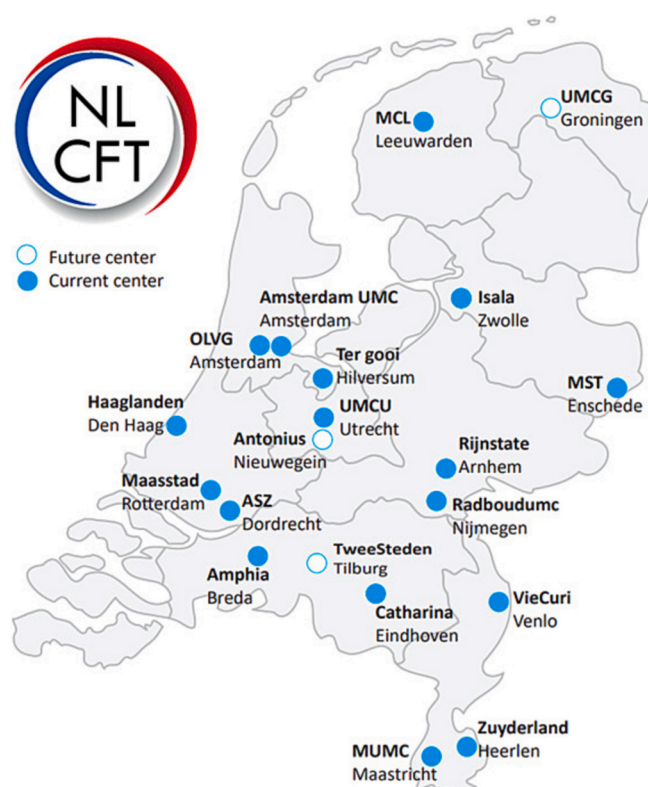 NL
CFT
Future center
Current center
MCL
Leeuwarden
UMCG
Groningen
Amsterdam UMC
Amsterdam
Isala
Zwolle
OLVG
Amsterdam
Ter gooi
Hilversum
MST
Enschede
Haaglanden
Den Haag
UMCU
Utrecht
Antonius
Nieuwegein
Rijnstate
Arnhem
Maasstad
Rotterdam
ASZ
Dordrecht
Radboudumc
Nijmegen
TweeSteden
Tilburg
Amphia
Breda
Catharina
Eindhoven
VieCuri
Venlo
Zuyderland
Heerlen
MUMC
Maastricht